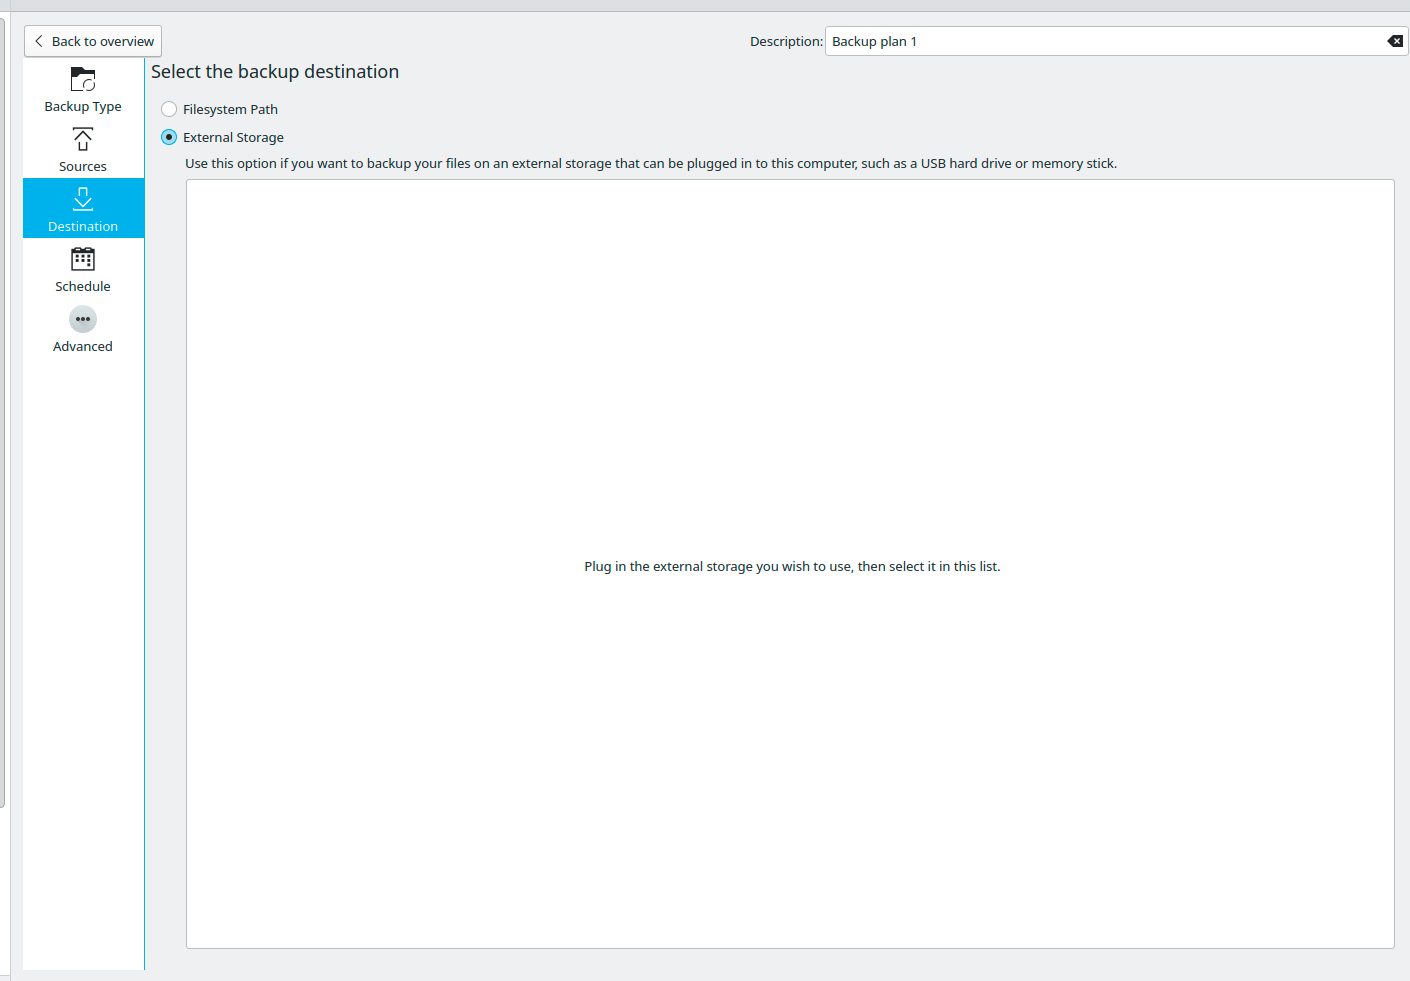 Back to overview
Description: Backup plan 1
Select the backup destination
Backup Type
Filesystem Path
External Storage
Use this option if you want to backup your files on an external storage that can be plugged in to this computer, such as a USB hard drive or memory stick.
Sources
Destination
Schedule
Advanced
Plug in the external storage you wish to use, then select it in this list.